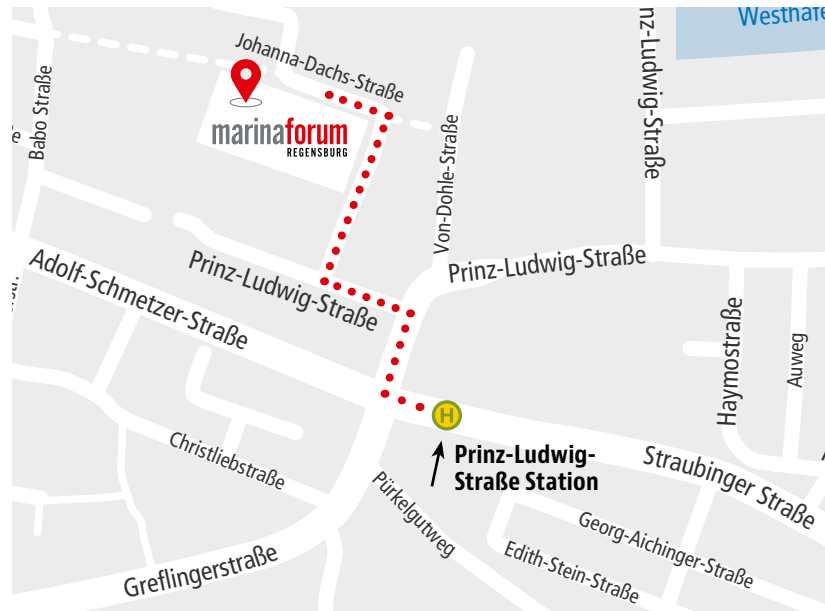 Westhafe
Johanna-Dachs-Straße
nz-Ludwig-Straße
Babo Straße
marinaforum
REGENSBURG
Von-Dohle-Straße
Prinz-Ludwig-Straße
Prinz-Ludwig-Straße
Adolf-Schmetzer-Straße
Haymostraße
Auweg
H
Prinz-Ludwig-
Straße Station
Straubinger Straße
Christliebstraße
Pürkelgutweg
Georg-Aichinger-Straße
Edith-Stein-Straße
Greflingerstraße